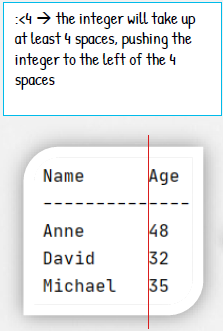 :<4 → the integer will take up
at least 4 spaces, pushing the
integer to the left of the 4
spaces
Name Age
---------------
Anne 48
David 32
Michael 35